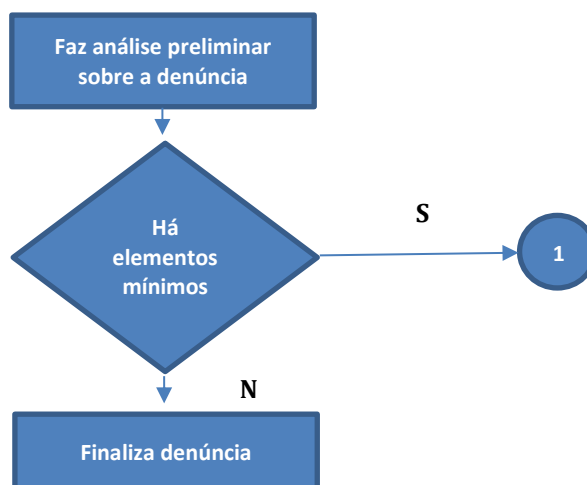 Faz análise preliminar
sobre a denúncia
Há
elementos
mínimos
S
1
N
Finaliza denúncia